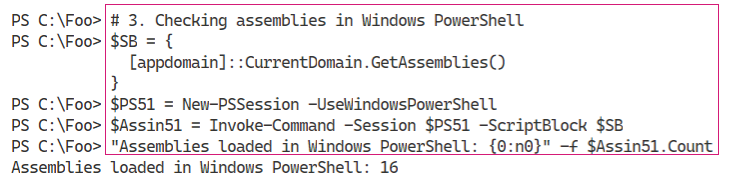 PS C:\Foo> # 3. Checking assemblies in Windows PowerShell
PS C:\Foo> $SB = {
[appdomain]::CurrentDomain.GetAssemblies()
}
PS C:\Foo> $PS51 = New-PSSession -UseWindowsPowerShell
PS C:\Foo> $Assin51 = Invoke-Command -Session $PS51 -ScriptBlock $SB
PS C:\Foo> "Assemblies loaded in Windows PowerShell: {0:n0}" -f $Assin51.Count
Assemblies loaded in Windows PowerShell: 16